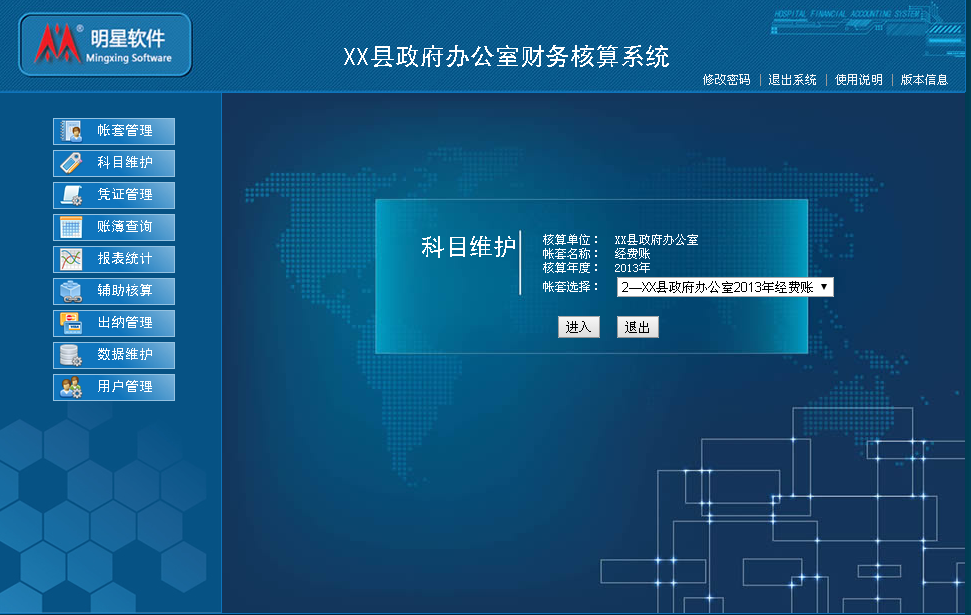 HOSPITAL FINANCIAL ACCOUNTING SYSTEM
明星软件®
Mingxing Software
XX县政府办公室财务核算系统
修改密码 | 退出系统 | 使用说明 | 版本信息
帐套管理
科目维护
凭证管理
账簿查询
报表统计
辅助核算
出纳管理
数据维护
用户管理
科目维护
核算单位： XX县政府办公室
帐套名称： 经费账
核算年度： 2013年
帐套选择： 2—XX县政府办公室2013年经费账 ▼
进入 退出